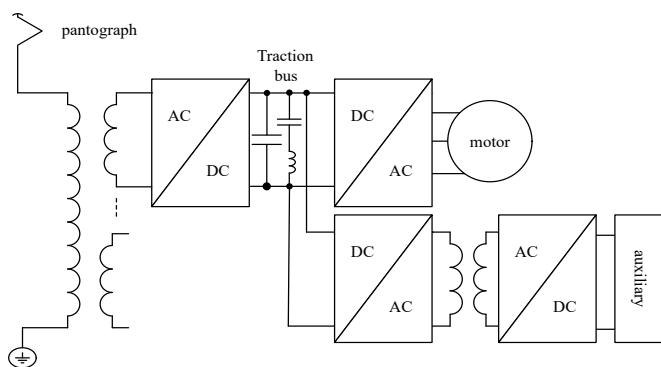 pantograph
Traction
bus
AC
DC
DC
AC
motor
DC
AC
AC
DC
auxiliary